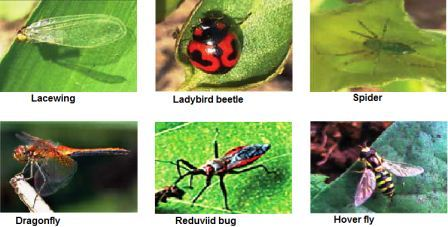 Lacewing
Ladybird beetle
Spider
Dragonfly
Reduviid bug
Hover fly